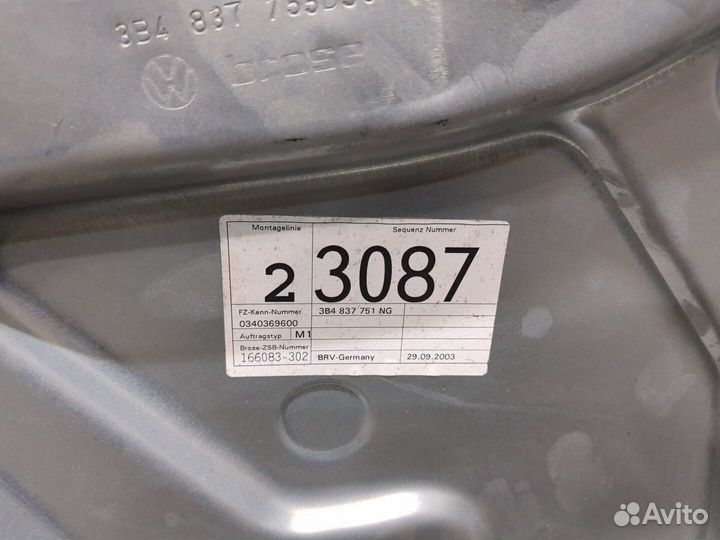 3B4 837
brose
Montagelinie
Sequenz Nummer
2
3087
FZ-Kenn-Nummer
3B4 837 751 NG
0340369600
Auftragstyp M1
Brose-ZSB-Nummer
166083-302
BRV-Germany
29.09.2003
Avito